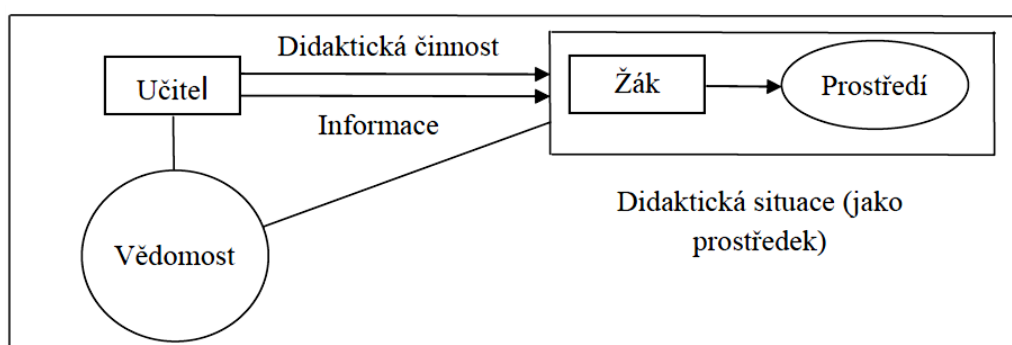 Didaktická činnost
Učitel
Žák
Prostředí
Informace
Didaktická situace (jako
prostředek)
Vědomost